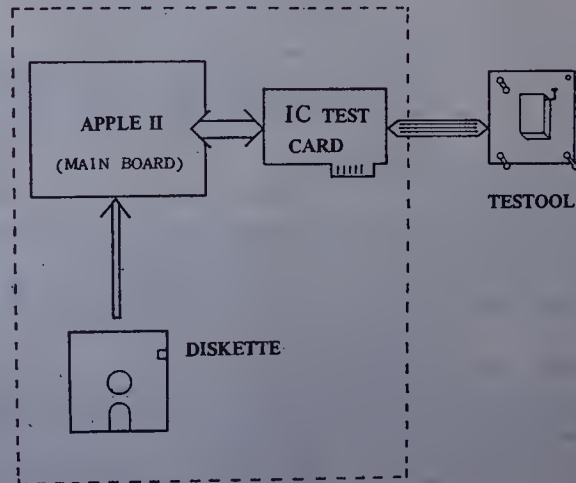 APPLE II
(MAIN BOARD)
IC TEST
CARD
TESTOOL
DISKETTE